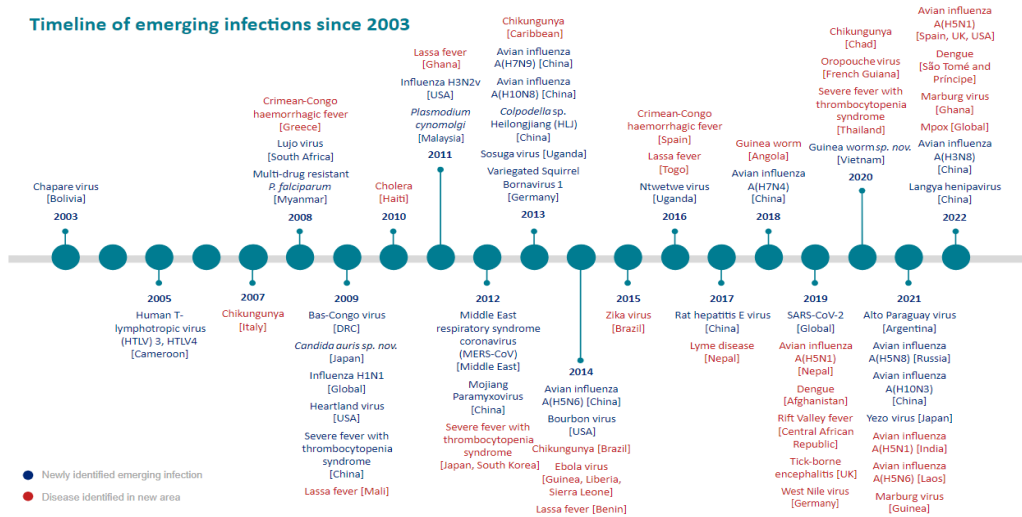 Timeline of emerging infections since 2003
Chapare virus
[Bolivia]
2003
Human T-
lymphotropic virus
(HTLV) 3, HTLV4
[Cameroon]
2005
Chikungunya
[Italy]
2007
Crimean-Congo
haemorrhagic fever
[Greece]
Lujo virus
[South Africa]
Multi-drug resistant
P. falciparum
[Myanmar]
2008
2009
Bas-Congo virus
[DRC]
Candida auris sp. nov.
[Japan]
Influenza H1N1
[Global]
Heartland virus
[USA]
Severe fever with
thrombocytopenia
syndrome
[China]
Lassa fever [Mali]
Cholera
[Haiti]
2010
Lassa fever
[Ghana]
Influenza H3N2v
[USA]
Plasmodium
cynomolgi
[Malaysia]
2011
2012
Middle East
respiratory syndrome
coronavirus
(MERS-CoV)
[Middle East]
Mojiang
Paramyxovirus
[China]
Severe fever with
thrombocytopenia
syndrome
[Japan, South Korea]
Chikungunya
[Caribbean]
Avian influenza
A(H7N9) [China]
Avian influenza
A(H10N8) [China]
Colpodella sp.
Heilongjiang (HLJ)
[China]
Sosuga virus [Uganda]
Variegated Squirrel
Bornavirus 1
[Germany]
2013
2014
Avian influenza
A(H5N6) [China]
Bourbon virus
[USA]
Chikungunya [Brazil]
Ebola virus
[Guinea, Liberia,
Sierra Leone]
Lassa fever [Benin]
2015
Zika virus
[Brazil]
Crimean-Congo
haemorrhagic fever
[Spain]
Lassa fever
[Togo]
Ntwetwe virus
[Uganda]
2016
2017
Rat hepatitis E virus
[China]
Lyme disease
[Nepal]
Guinea worm
[Angola]
Avian influenza
A(H7N4)
[China]
2018
2019
SARS-CoV-2
[Global]
Avian influenza
A(H5N1)
[Nepal]
Dengue
[Afghanistan]
Rift Valley fever
[Central African
Republic]
Tick-borne
encephalitis [UK]
West Nile virus
[Germany]
Chikungunya
[Chad]
Oropouche virus
[French Guiana]
Severe fever with
thrombocytopenia
syndrome
[Thailand]
Guinea worm sp. nov.
[Vietnam]
2020
2021
Alto Paraguay virus
[Argentina]
Avian influenza
A(H5N8) [Russia]
Avian influenza
A(H10N3)
[China]
Yezo virus [Japan]
Avian influenza
A(H5N1) [India]
Avian influenza
A(H5N6) [Laos]
Marburg virus
[Guinea]
Avian influenza
A(H5N1)
[Spain, UK, USA]
Dengue
[São Tomé and
Príncipe]
Marburg virus
[Ghana]
Mpox [Global]
Avian influenza
A(H3N8)
[China]
Langya henipavirus
[China]
2022
Newly identified emerging infection
Disease identified in new area